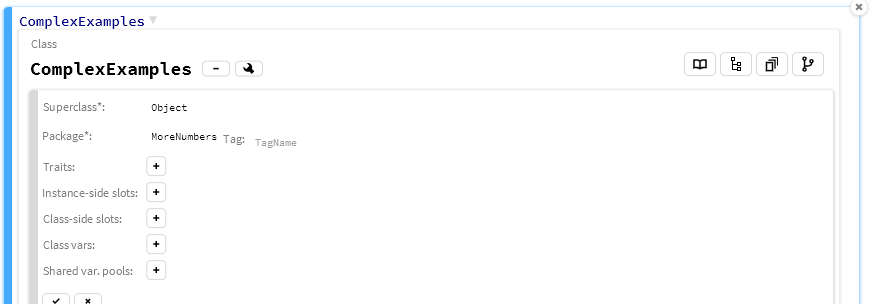 ComplexExamples
Class
ComplexExamples
Superclass*: Object
Package*: MoreNumbers Tag: TagName
Traits: +
Instance-side slots: +
Class-side slots: +
Class vars: +
Shared var. pools: +